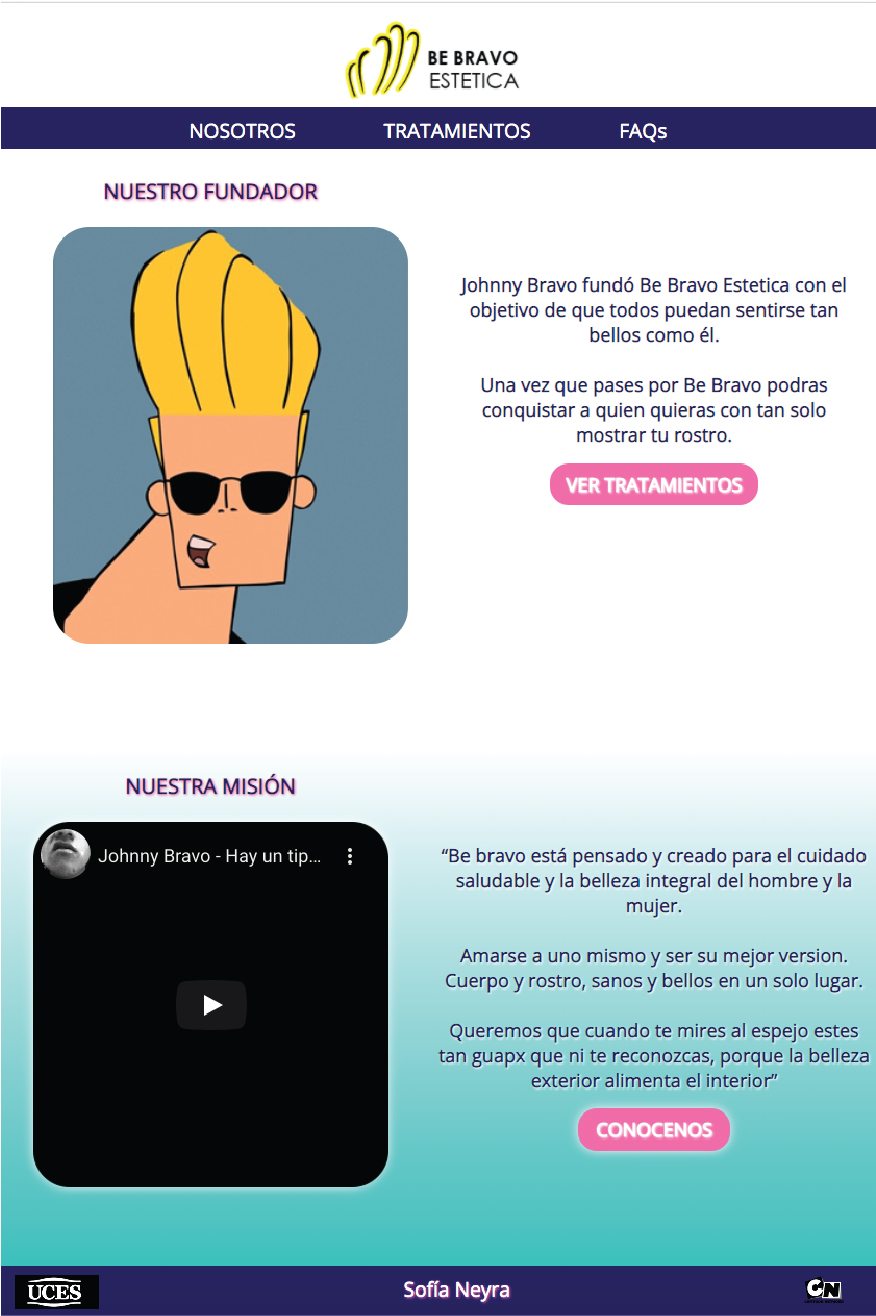 BE BRAVO
ESTETICA
NOSOTROS
TRATAMIENTOS
FAQs
NUESTRO FUNDADOR
Johnny Bravo fundó Be Bravo Estetica con el
objetivo de que todos puedan sentirse tan
bellos como él.
Una vez que pases por Be Bravo podras
conquistar a quien quieras con tan solo
mostrar tu rostro.
VER TRATAMIENTOS
NUESTRA MISIÓN
Johnny Bravo - Hay un tip...
“Be bravo está pensado y creado para el cuidado
saludable y la belleza integral del hombre y la
mujer.
Amarse a uno mismo y ser su mejor version.
Cuerpo y rostro, sanos y bellos en un solo lugar.
Queremos que cuando te mires al espejo estes
tan guapx que ni te reconozcas, porque la belleza
exterior alimenta el interior”
CONOCENOS
UCES
Sofía Neyra
CN